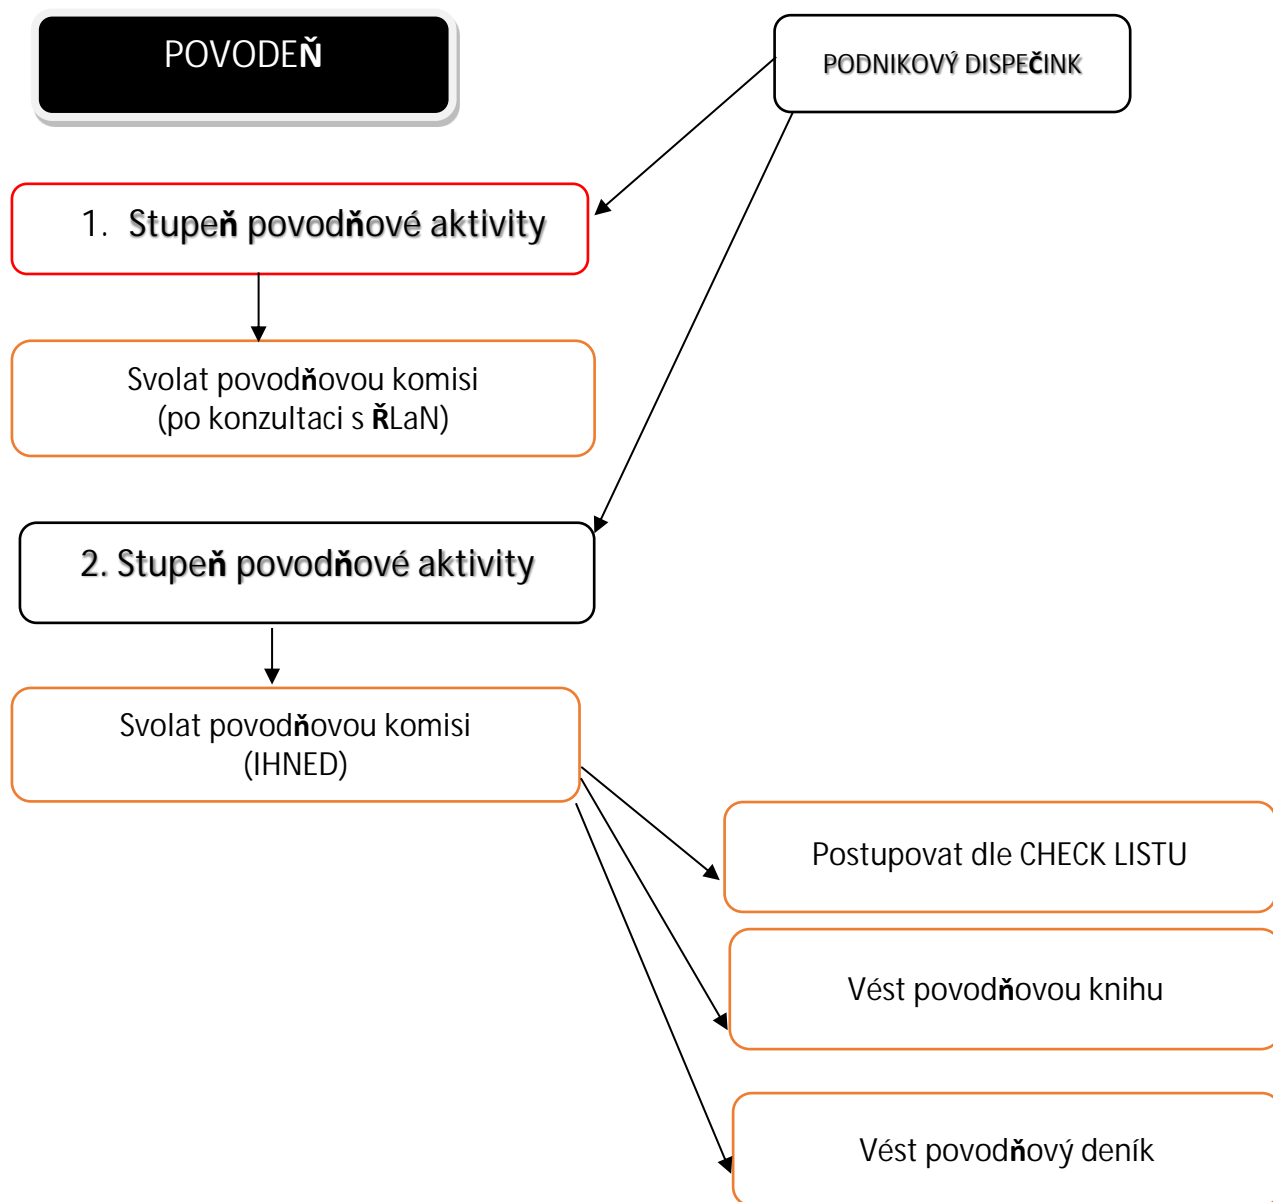 POVODEŇ
PODNIKOVÝ DISPEČINK
1. Stupeň povodňové aktivity
Svolat povodňovou komisi
(po konzultaci s ŘLaN)
2. Stupeň povodňové aktivity
Svolat povodňovou komisi
(IHNED)
Postupovat dle CHECK LISTU
Vést povodňovou knihu
Vést povodňový deník